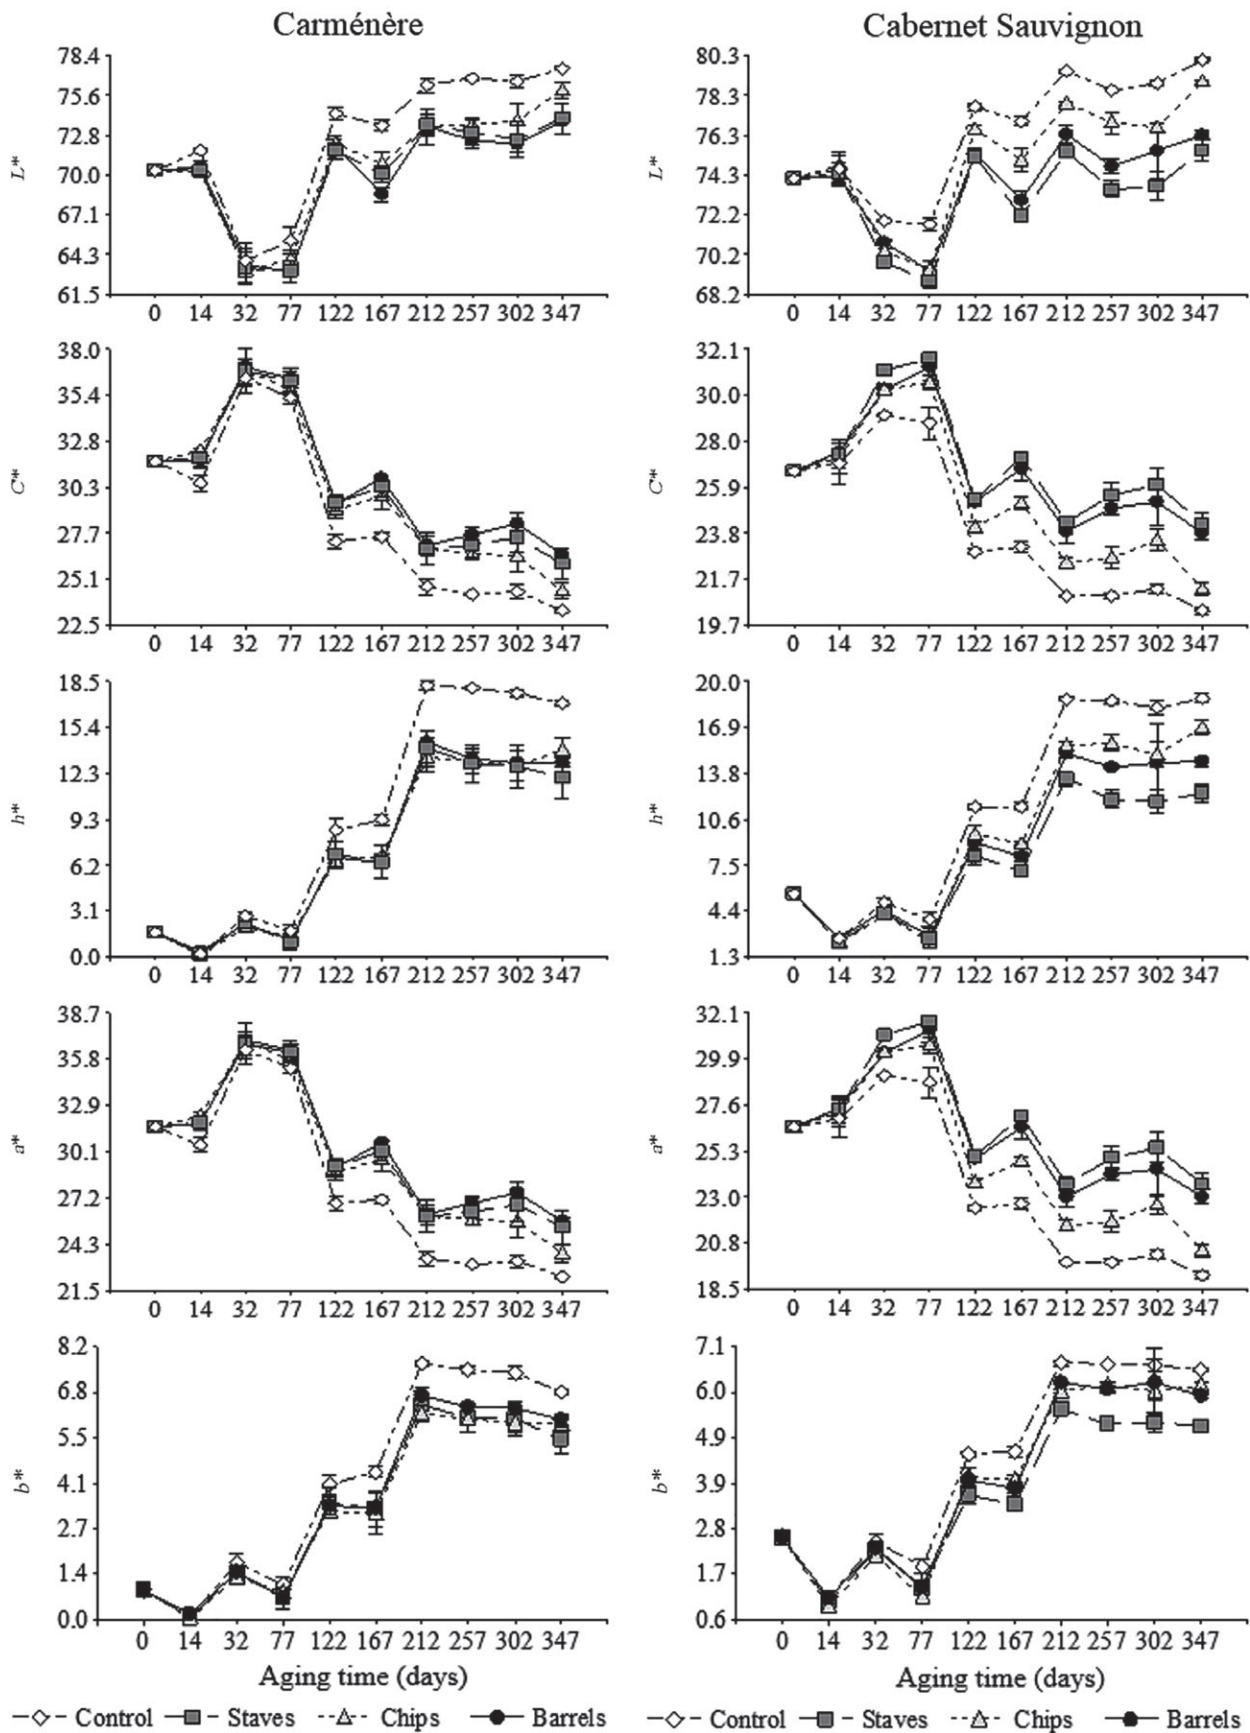 Carménère
Cabernet Sauvignon
78.4
75.6
72.8
70.0
67.1
64.3
61.5
L*
0 14 32 77 122 167 212 257 302 347
80.3
78.3
76.3
74.3
72.2
70.2
68.2
L*
0 14 32 77 122 167 212 257 302 347
38.0
35.4
32.8
30.3
27.7
25.1
22.5
C*
0 14 32 77 122 167 212 257 302 347
32.1
30.0
28.0
25.9
23.8
21.7
19.7
C*
0 14 32 77 122 167 212 257 302 347
18.5
15.4
12.3
9.3
6.2
3.1
0.0
h*
0 14 32 77 122 167 212 257 302 347
20.0
16.9
13.8
10.6
7.5
4.4
1.3
h*
0 14 32 77 122 167 212 257 302 347
38.7
35.8
32.9
30.1
27.2
24.3
21.5
a*
0 14 32 77 122 167 212 257 302 347
32.1
29.9
27.6
25.3
23.0
20.8
18.5
a*
0 14 32 77 122 167 212 257 302 347
8.2
6.8
5.5
4.1
2.7
1.4
0.0
b*
0 14 32 77 122 167 212 257 302 347
Aging time (days)
7.1
6.0
4.9
3.9
2.8
1.7
0.6
b*
0 14 32 77 122 167 212 257 302 347
Aging time (days)
Control Staves Chips Barrels
Control Staves Chips Barrels